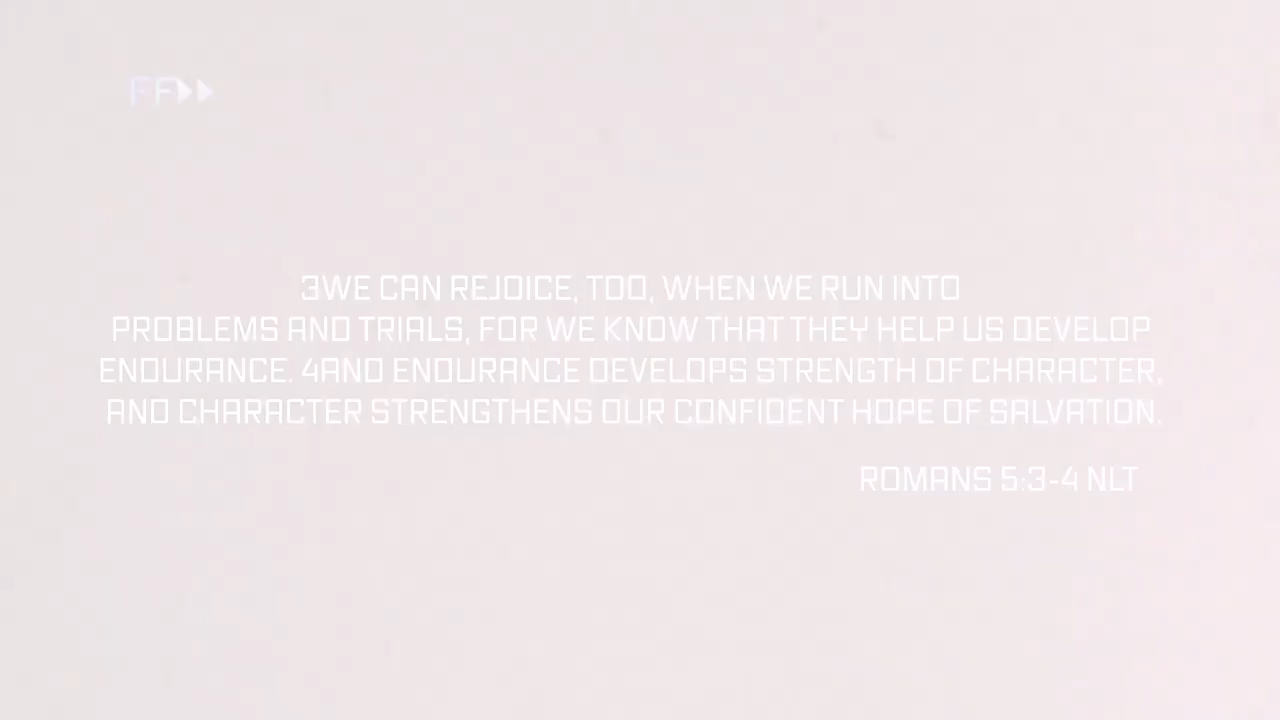 FF
3WE CAN REJOICE, TOO, WHEN WE RUN INTO
PROBLEMS AND TRIALS, FOR WE KNOW THAT THEY HELP US DEVELOP
ENDURANCE. 4AND ENDURANCE DEVELOPS STRENGTH OF CHARACTER,
AND CHARACTER STRENGTHENS OUR CONFIDENT HOPE OF SALVATION.
ROMANS 5:3-4 NLT